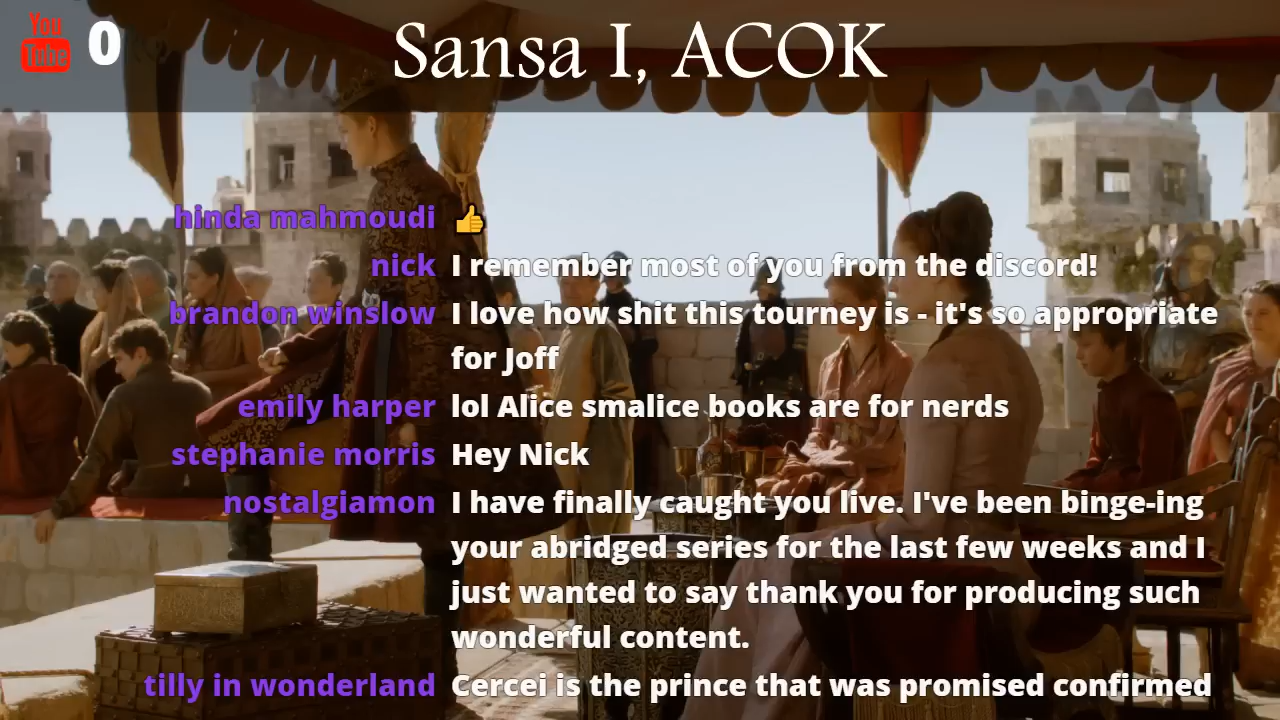 You
Tube 0
Sansa I, ACOK
hinda mahmoudi 👍
nick I remember most of you from the discord!
brandon winslow I love how shit this tourney is - it's so appropriate
for Joff
emily harper lol Alice smalice books are for nerds
stephanie morris Hey Nick
nostalgiamon I have finally caught you live. I've been binge-ing
your abridged series for the last few weeks and I
just wanted to say thank you for producing such
wonderful content.
tilly in wonderland Cercei is the prince that was promised confirmed